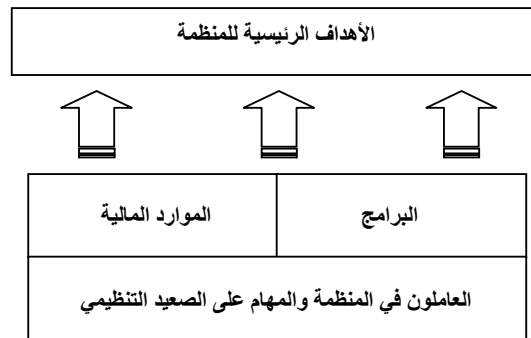 الأهداف الرئيسية للمنظمة
البرامج
الموارد المالية
العاملون في المنظمة والمهام على الصعيد التنظيمي